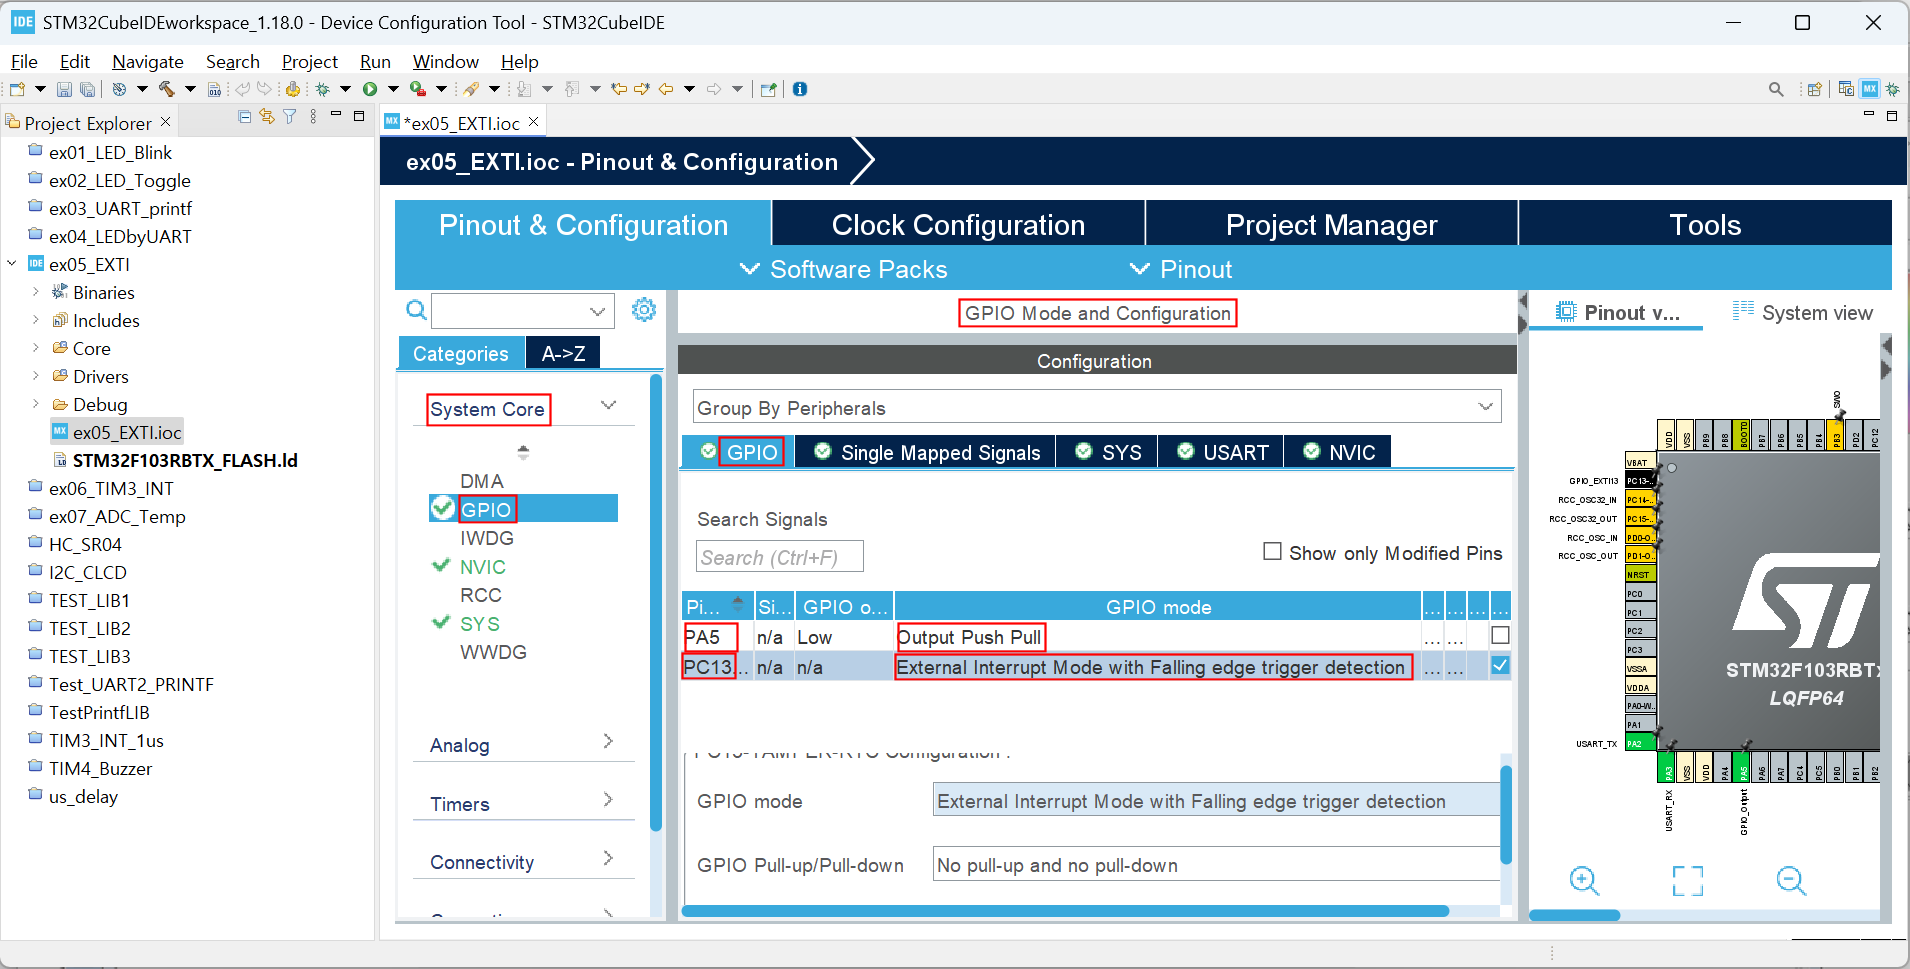 IDE STM32CubeIDEworkspace_1.18.0 - Device Configuration Tool - STM32CubeIDE
File Edit Navigate Search Project Run Window Help
Project Explorer
ex01_LED_Blink
ex02_LED_Toggle
ex03_UART_printf
ex04_LEDbyUART
IDE ex05_EXTI
Binaries
Includes
Core
Drivers
Debug
MX ex05_EXTI.ioc
STM32F103RBTX_FLASH.ld
ex06_TIM3_INT
ex07_ADC_Temp
HC_SR04
I2C_CLCD
TEST_LIB1
TEST_LIB2
TEST_LIB3
Test_UART2_PRINTF
TestPrintfLIB
TIM3_INT_1us
TIM4_Buzzer
us_delay
MX *ex05_EXTI.ioc
ex05_EXTI.ioc - Pinout & Configuration
Pinout & Configuration
Clock Configuration
Project Manager
Tools
Software Packs
Pinout
Categories
A->Z
System Core
DMA
GPIO
IWDG
NVIC
RCC
SYS
WWDG
Analog
Timers
Connectivity
GPIO Mode and Configuration
Configuration
Group By Peripherals
GPIO
Single Mapped Signals
SYS
USART
NVIC
Search Signals
Search (Ctrl+F)
Show only Modified Pins
Pi... Si... GPIO o... GPIO mode ... ... ... ...
PA5 n/a Low Output Push Pull ... ...
PC13... n/a n/a External Interrupt Mode with Falling edge trigger detection ... ...
PC13-TAMPER-RTC Configuration :
GPIO mode External Interrupt Mode with Falling edge trigger detection
GPIO Pull-up/Pull-down No pull-up and no pull-down
Pinout v...
System view
SWO
VDD VSS PB9 PB8 BOOT0 PB7 PB6 PB5 PB4 PB3 PD2 PC12
VBAT
GPIO_EXTI13 PC13-..
RCC_OSC32_IN PC14-..
RCC_OSC32_OUT PC15-..
RCC_OSC_IN PD0-O..
RCC_OSC_OUT PD1-O..
NRST
PC0
PC1
PC2
PC3
VSSA
VDDA
PA0-W..
PA1
USART_TX PA2
STM32F103RBTx
LQFP64
PA3 VSS VDD PA4 PA5 PA6 PA7 PC4 PC5 PB0 PB1 PB2
USART_RX
GPIO_Output